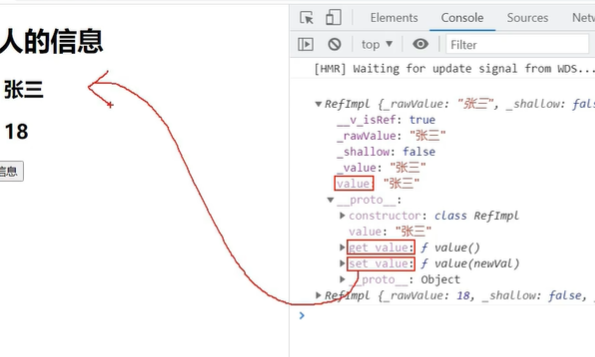 人的信息
张三
18
信息
Elements Console Sources Netw
top Filter
[HMR] Waiting for update signal from WDS...
RefImpl {_rawValue: "张三", _shallow: fals
__v_isRef: true
_rawValue: "张三"
_shallow: false
_value: "张三"
value: "张三"
__proto__:
constructor: class RefImpl
value: "张三"
get value: ƒ value()
set value: ƒ value(newVal)
__proto__: Object
RefImpl {_rawValue: 18, _shallow: false, _